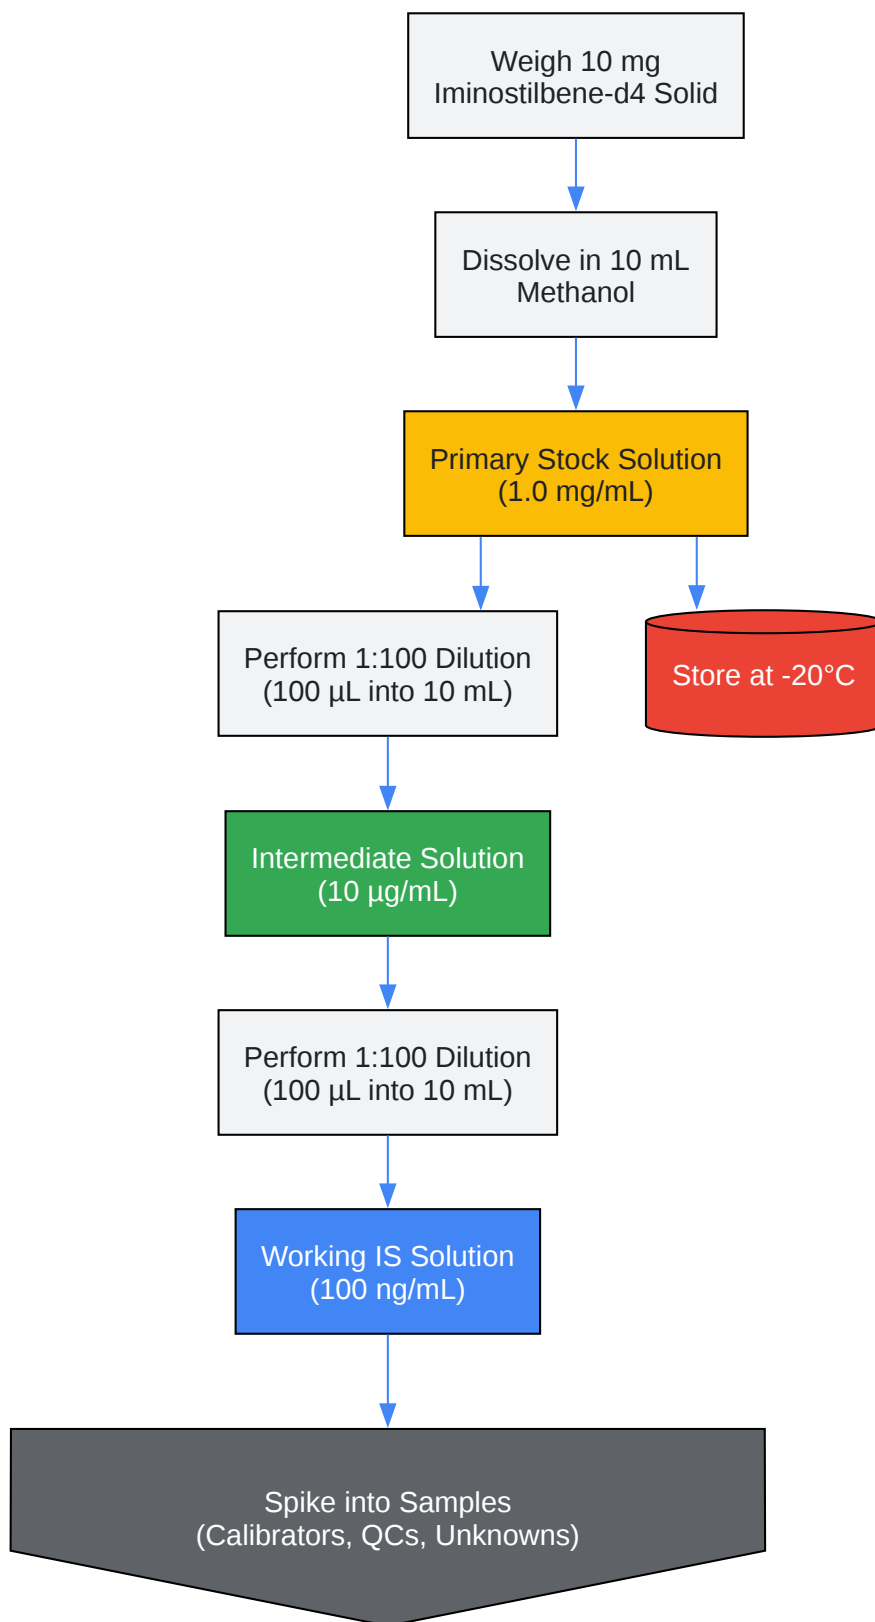 Weigh 10 mg
Iminostilbene-d4 Solid
Dissolve in 10 mL
Methanol
Primary Stock Solution
(1.0 mg/mL)
Perform 1:100 Dilution
(100 µL into 10 mL)
Store at -20°C
Intermediate Solution
(10 µg/mL)
Perform 1:100 Dilution
(100 µL into 10 mL)
Working IS Solution
(100 ng/mL)
Spike into Samples
(Calibrators, QCs, Unknowns)